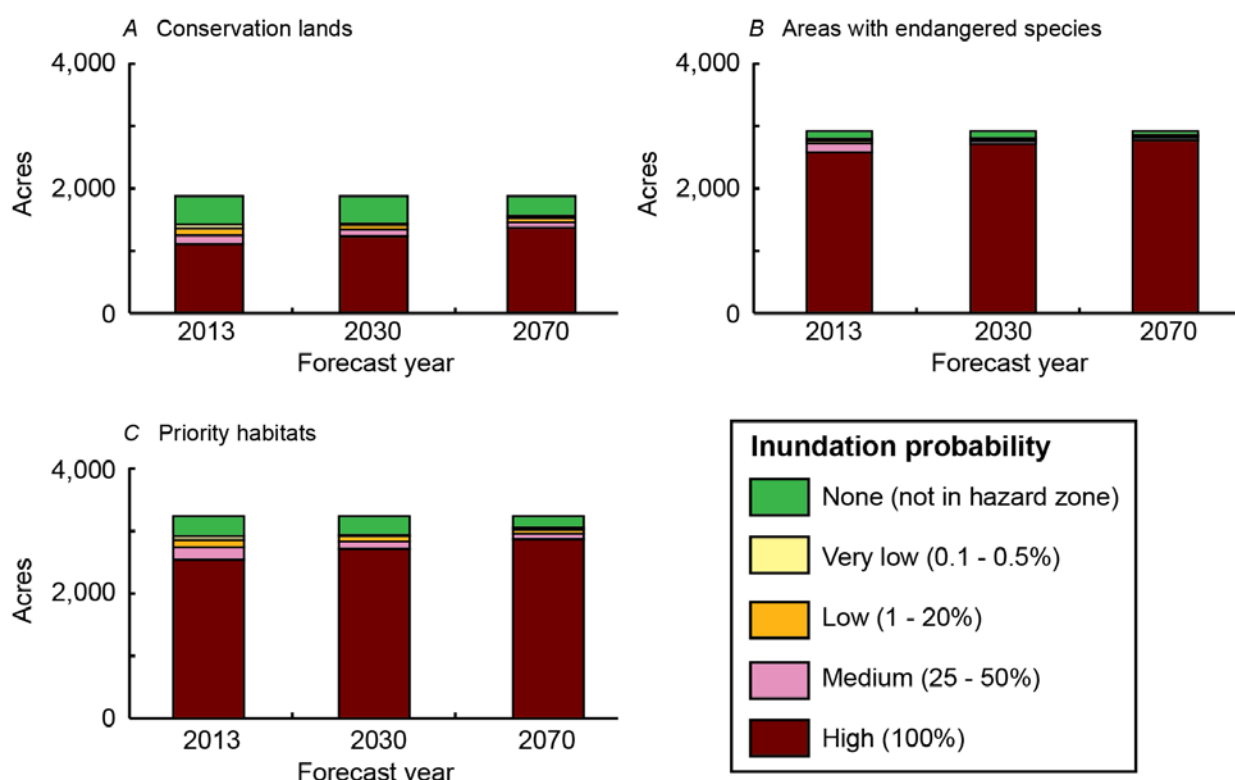 A Conservation lands
4,000
2,000
0
Acres
2013 2030 2070
Forecast year
B Areas with endangered species
4,000
2,000
0
Acres
2013 2030 2070
Forecast year
C Priority habitats
4,000
2,000
0
Acres
2013 2030 2070
Forecast year
Inundation probability
None (not in hazard zone)
Very low (0.1 - 0.5%)
Low (1 - 20%)
Medium (25 - 50%)
High (100%)